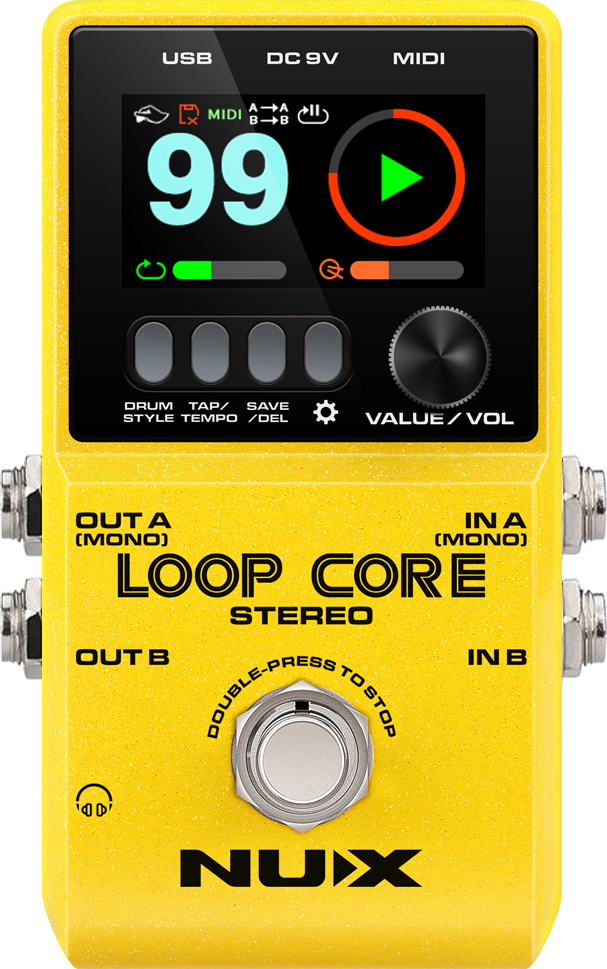 USB DC 9V MIDI
MIDI A→A
B→B
99
DRUM STYLE
TAP/ TEMPO
SAVE /DEL
VALUE/VOL
OUT A
(MONO)
IN A
(MONO)
LOOP CORE
STEREO
OUT B
IN B
DOUBLE-PRESS TO STOP
NUX